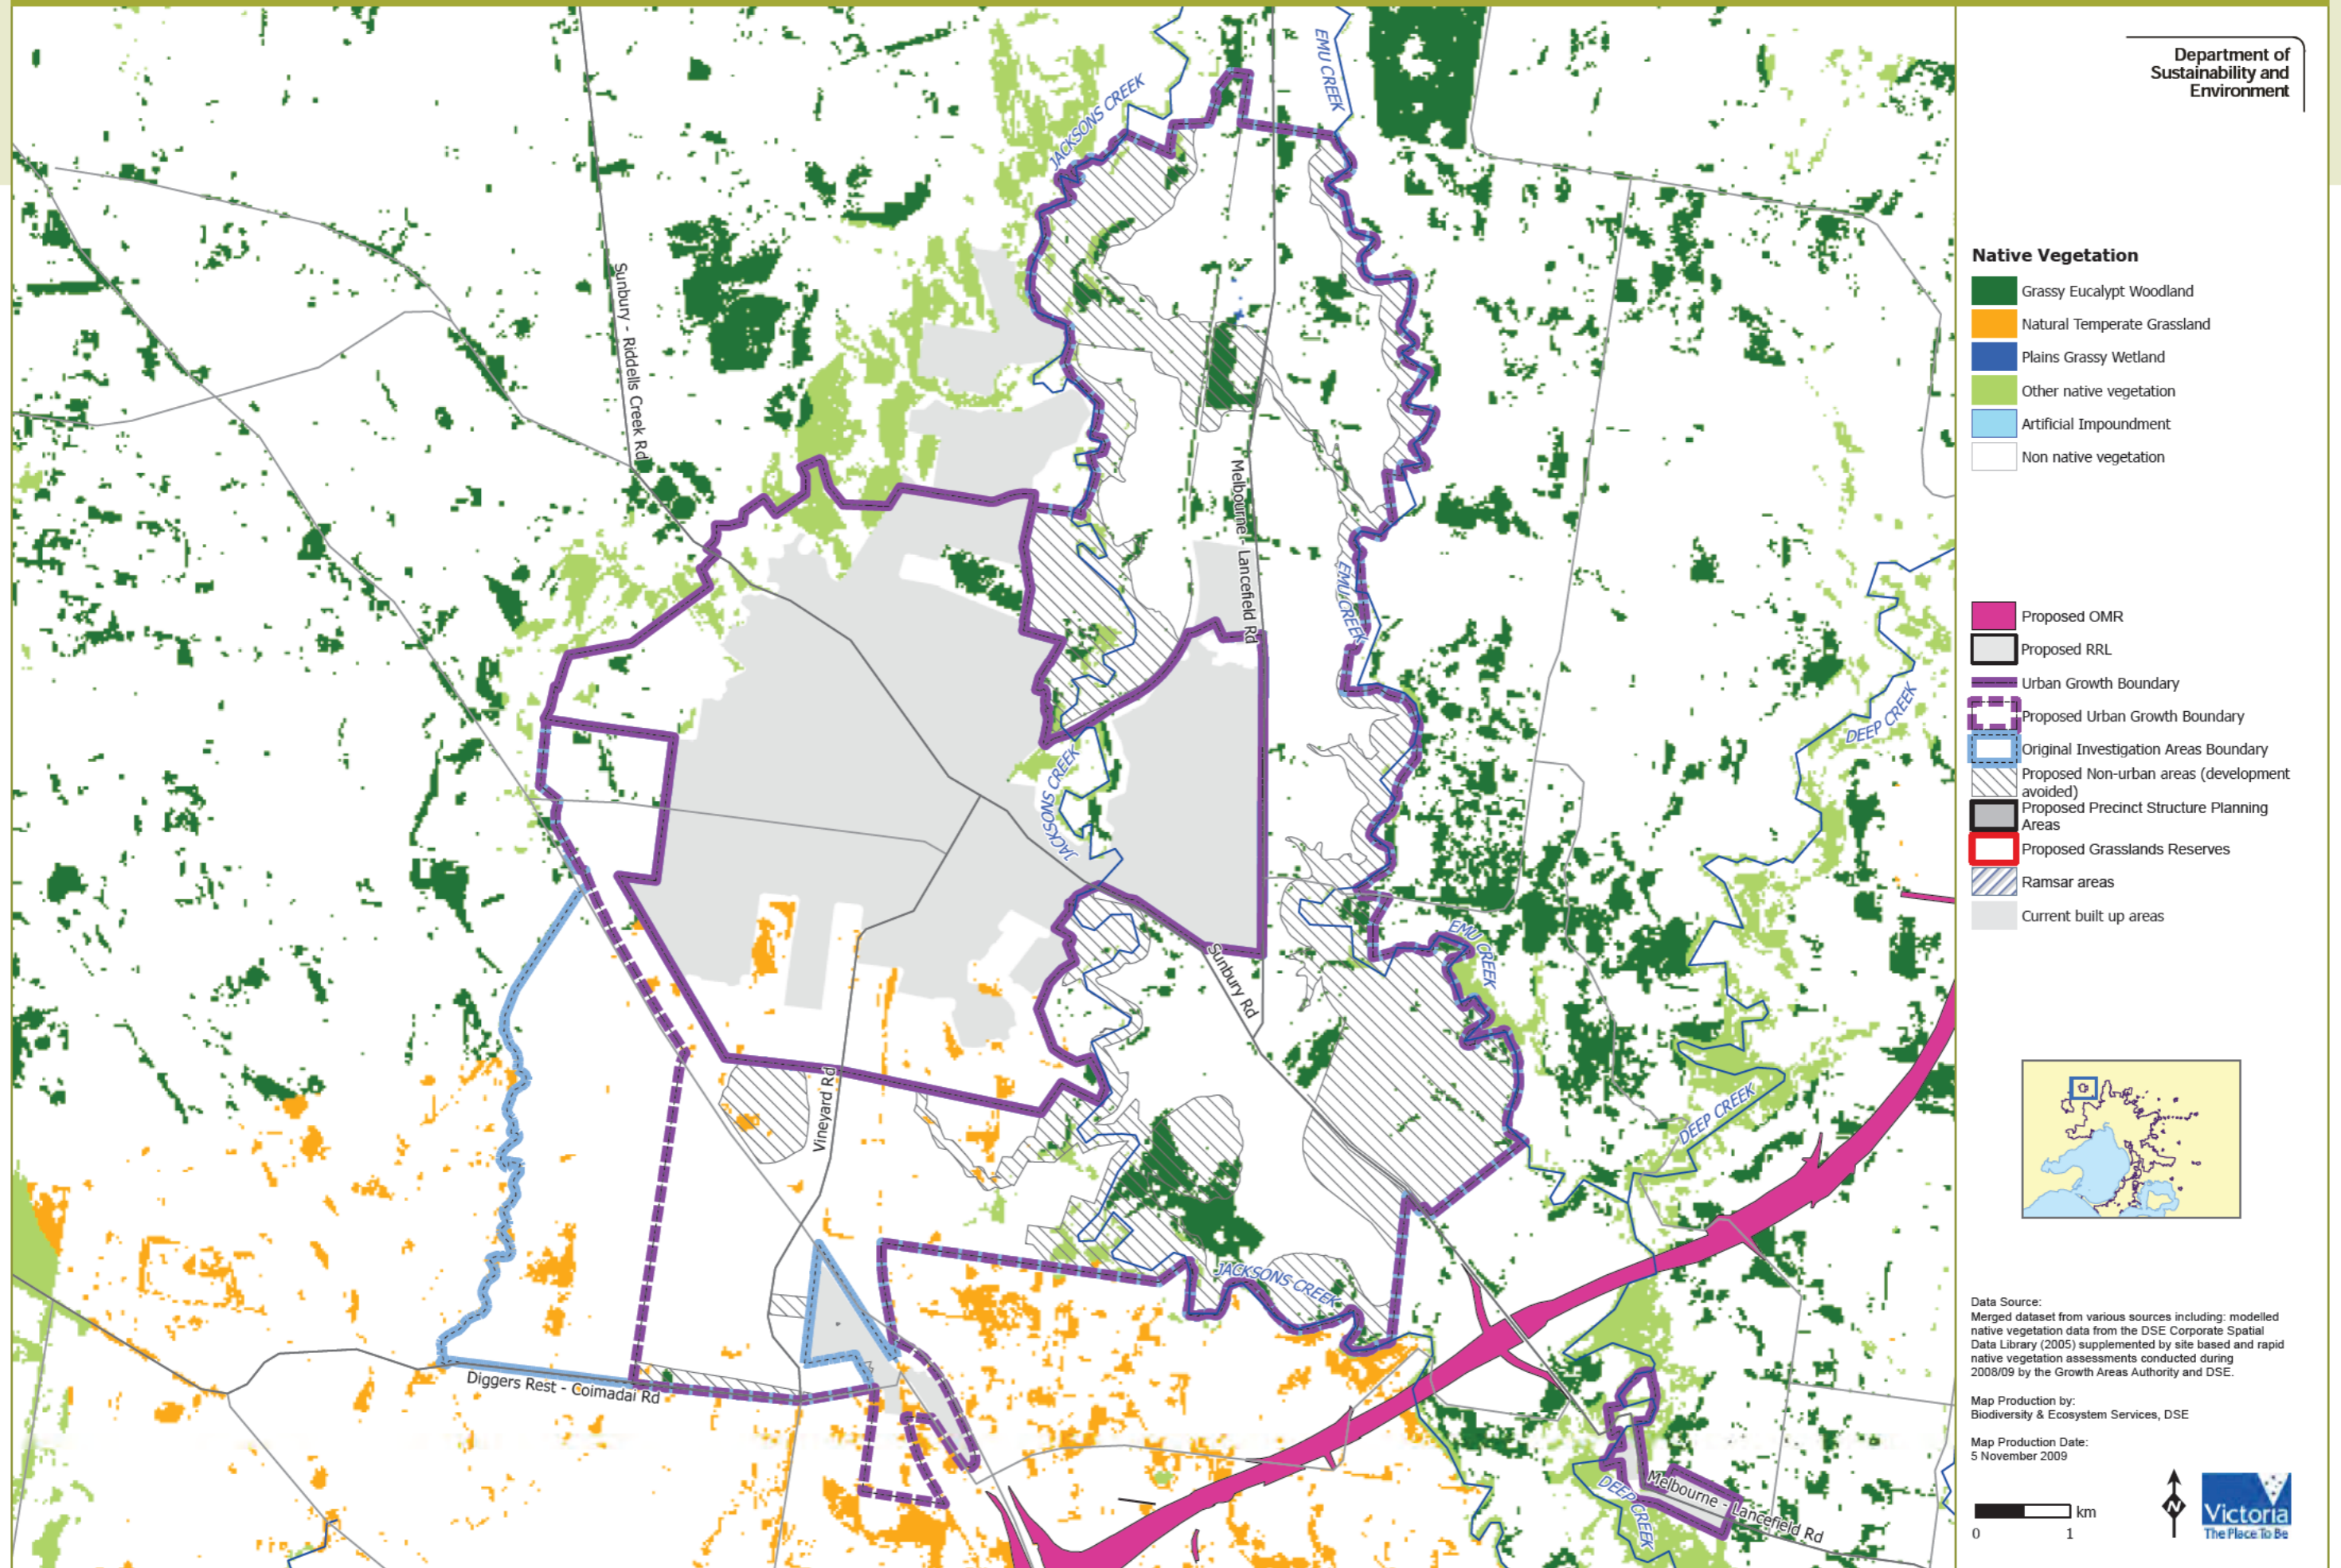 Department of
Sustainability and
Environment
EMU CREEK
JACKSONS CREEK
Sunbury - Riddells Creek Rd
Melbourne - Lancefield Rd
EMU CREEK
DEEP CREEK
JACKSONS CREEK
EMU CREEK
Sunbury Rd
Vineyard Rd
DEEP CREEK
JACKSONS CREEK
Diggers Rest - Coimadai Rd
Melbourne - Lancefield Rd
DEEP CREEK
Native Vegetation
Grassy Eucalypt Woodland
Natural Temperate Grassland
Plains Grassy Wetland
Other native vegetation
Artificial Impoundment
Non native vegetation
Proposed OMR
Proposed RRL
Urban Growth Boundary
Proposed Urban Growth Boundary
Original Investigation Areas Boundary
Proposed Non-urban areas (development
avoided)
Proposed Precinct Structure Planning
Areas
Proposed Grasslands Reserves
Ramsar areas
Current built up areas
Data Source:
Merged dataset from various sources including: modelled
native vegetation data from the DSE Corporate Spatial
Data Library (2005) supplemented by site based and rapid
native vegetation assessments conducted during
2008/09 by the Growth Areas Authority and DSE.
Map Production by:
Biodiversity & Ecosystem Services, DSE
Map Production Date:
5 November 2009
km
0 1
N
Victoria
The Place To Be